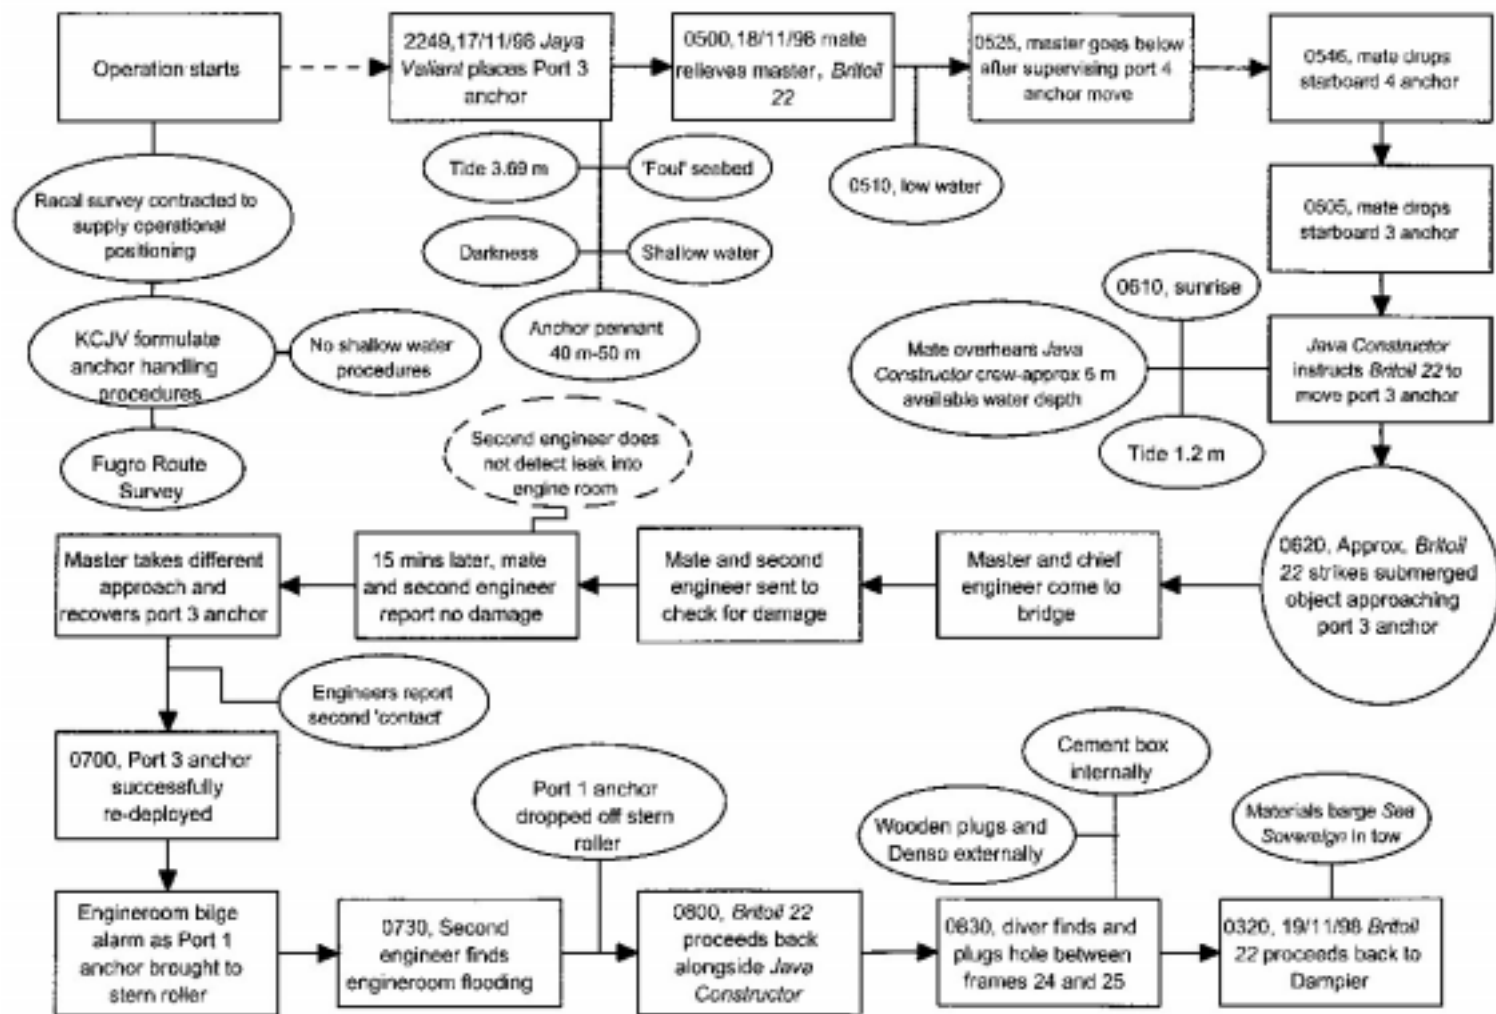 Operation starts
2249,17/11/98 Jaya
Valiant places Port 3
anchor
0500,18/11/98 mate
relieves master, Britoil
22
0525, master goes below
after supervising port 4
anchor move
0546, mate drops
starboard 4 anchor
Racal survey contracted to
supply operational
positioning
Tide 3.69 m
'Foul' seabed
Darkness
Shallow water
Anchor pennant
40 m-50 m
0510, low water
0605, mate drops
starboard 3 anchor
KCJV formulate
anchor handling
procedures
No shallow water
procedures
Fugro Route
Survey
0610, sunrise
Mate overhears Java
Constructor crew-approx 6 m
available water depth
Tide 1.2 m
Java Constructor
instructs Britoil 22 to
move port 3 anchor
0620, Approx. Britoil
22 strikes submerged
object approaching
port 3 anchor
Master and chief
engineer come to
bridge
Mate and second
engineer sent to
check for damage
Second engineer does
not detect leak into
engine room
15 mins later, mate
and second engineer
report no damage
Master takes different
approach and
recovers port 3 anchor
Engineers report
second 'contact'
0700, Port 3 anchor
successfully
re-deployed
Engineroom bilge
alarm as Port 1
anchor brought to
stern roller
0730, Second
engineer finds
engineroom flooding
Port 1 anchor
dropped off stern
roller
0800, Britoil 22
proceeds back
alongside Java
Constructor
Cement box
internally
Wooden plugs and
Denso externally
0830, diver finds and
plugs hole between
frames 24 and 25
Materials barge Sea
Sovereign in tow
0320, 19/11/98 Britoil
22 proceeds back to
Dampier